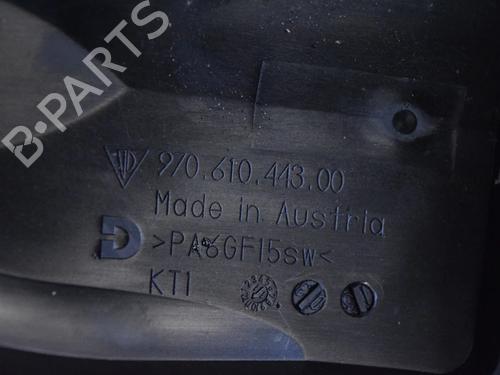 B·PARTS
970.610.443.00
Made in Austria
D >PA6GF15sw<
KT1